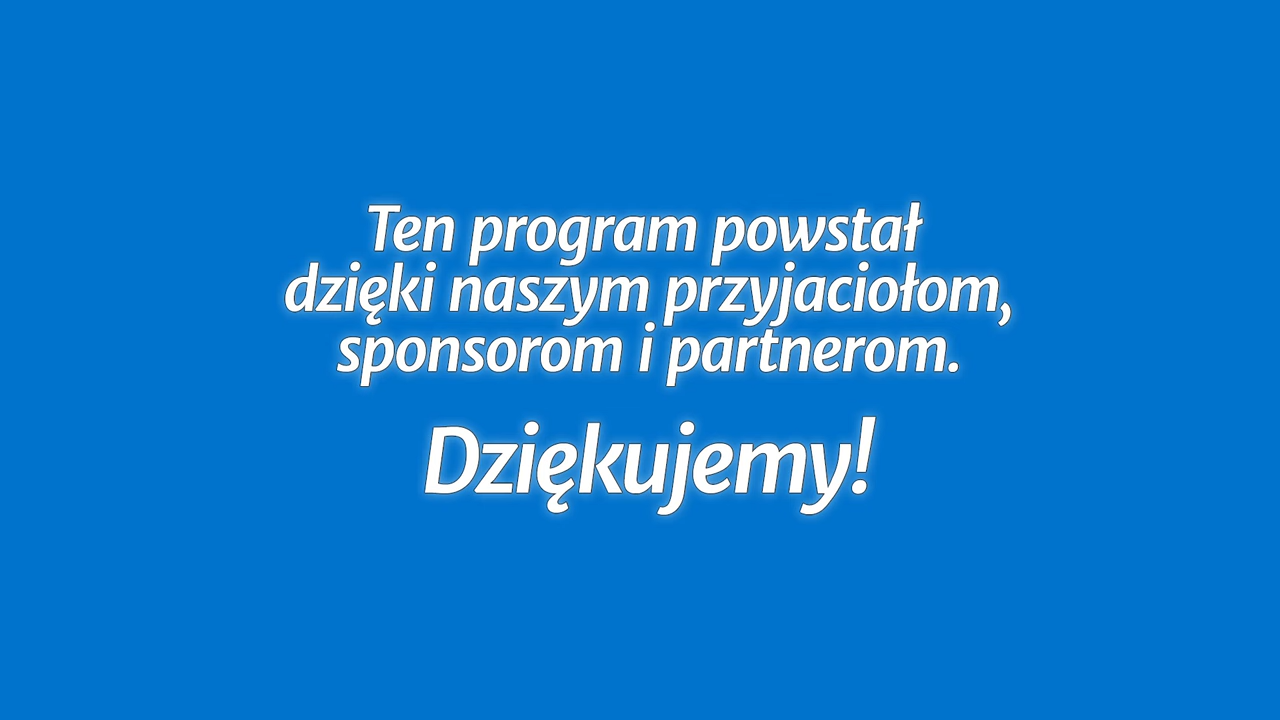 Ten program powstał
dzięki naszym przyjaciołom,
sponsorom i partnerom.
Dziękujemy!